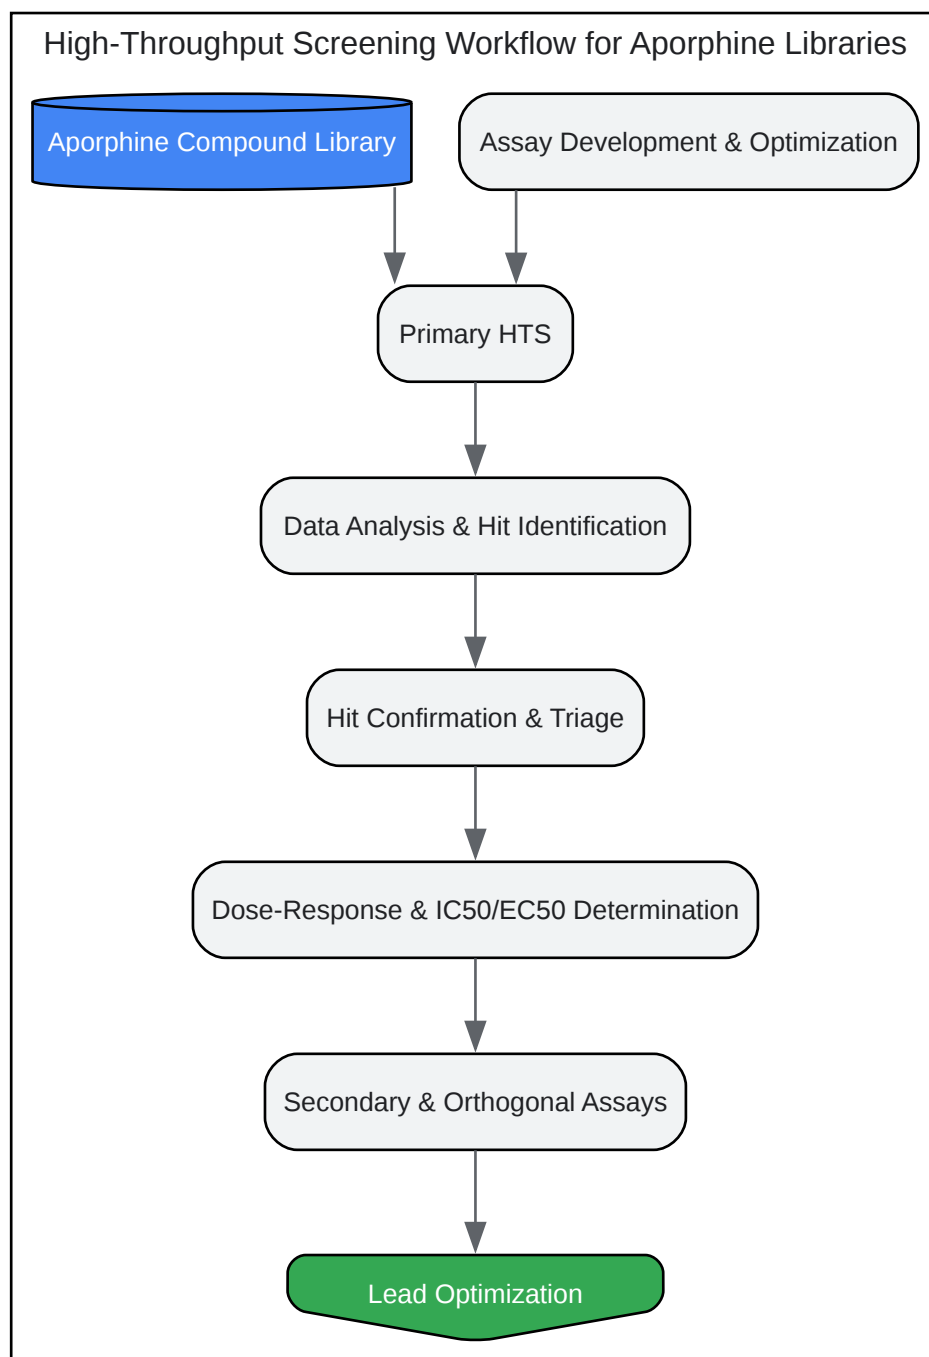 High-Throughput Screening Workflow for Aporphine Libraries
Aporphine Compound Library
Assay Development & Optimization
Primary HTS
Data Analysis & Hit Identification
Hit Confirmation & Triage
Dose-Response & IC50/EC50 Determination
Secondary & Orthogonal Assays
Lead Optimization